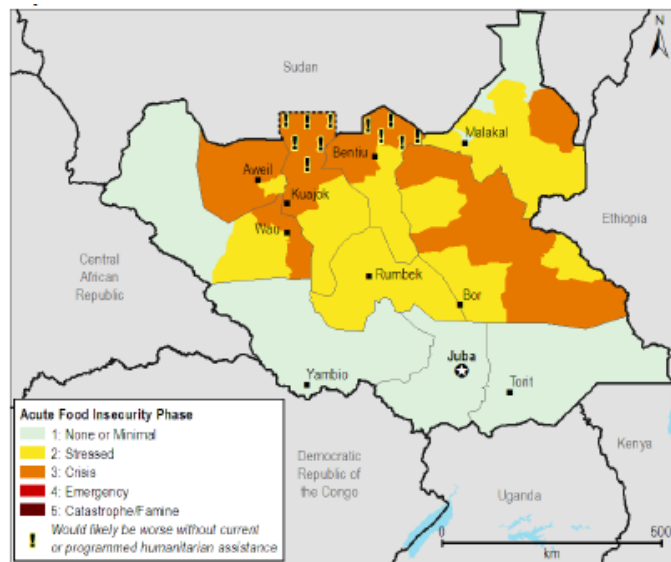 N
Sudan
Malakal
Bentiu
Aweil
Kuajok
Wau
Ethiopia
Central
African
Republic
Rumbek
Bor
Juba
Yambio
Torit
Acute Food Insecurity Phase
1: None or Minimal
2: Stressed
3: Crisis
4: Emergency
5: Catastrophe/Famine
! Would likely be worse without current
or programmed humanitarian assistance
Democratic
Republic of
the Congo
Kenya
Uganda
0 500
km